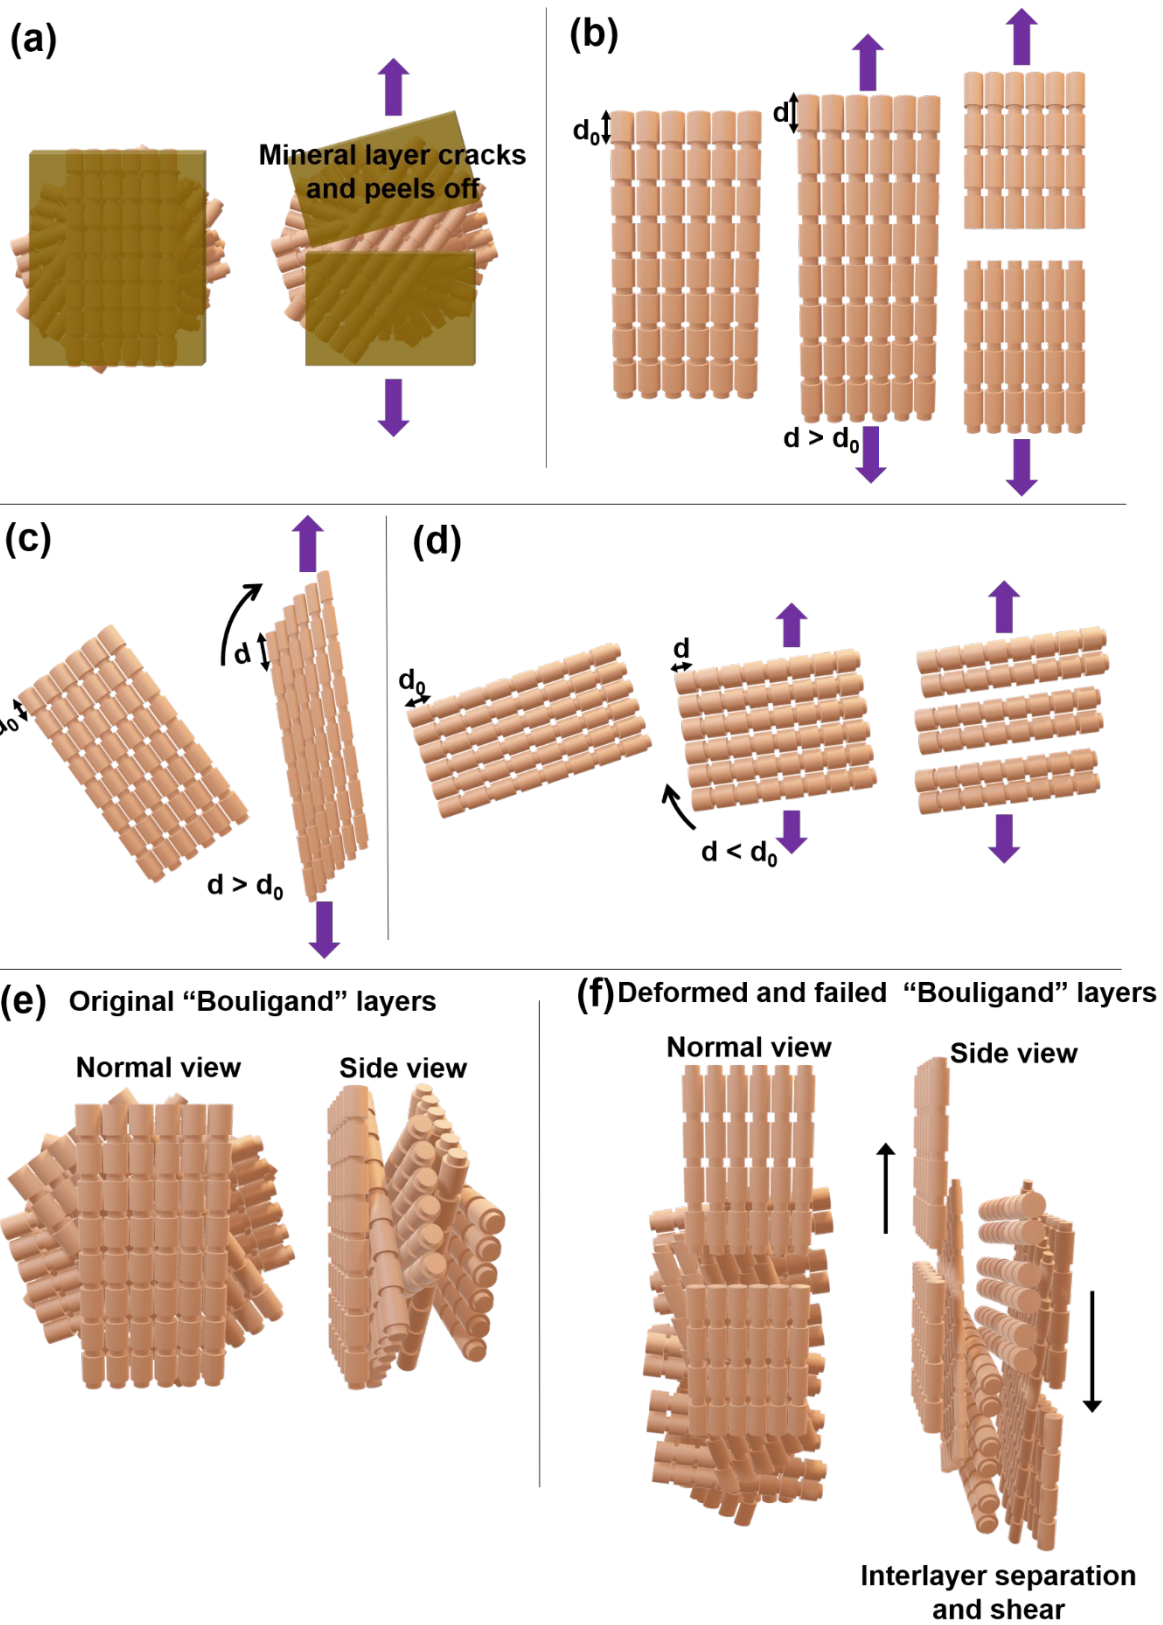 (a)
Mineral layer cracks
and peels off
(b)
d₀
d
d > d₀
(c)
d₀
d
d > d₀
(d)
d₀
d
d < d₀
(e) Original “Bouligand” layers
Normal view
Side view
(f) Deformed and failed “Bouligand” layers
Normal view
Side view
Interlayer separation
and shear